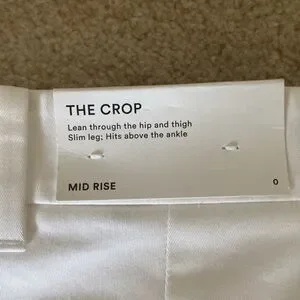 THE CROP
Lean through the hip and thigh
Slim leg; Hits above the ankle
MID RISE
0